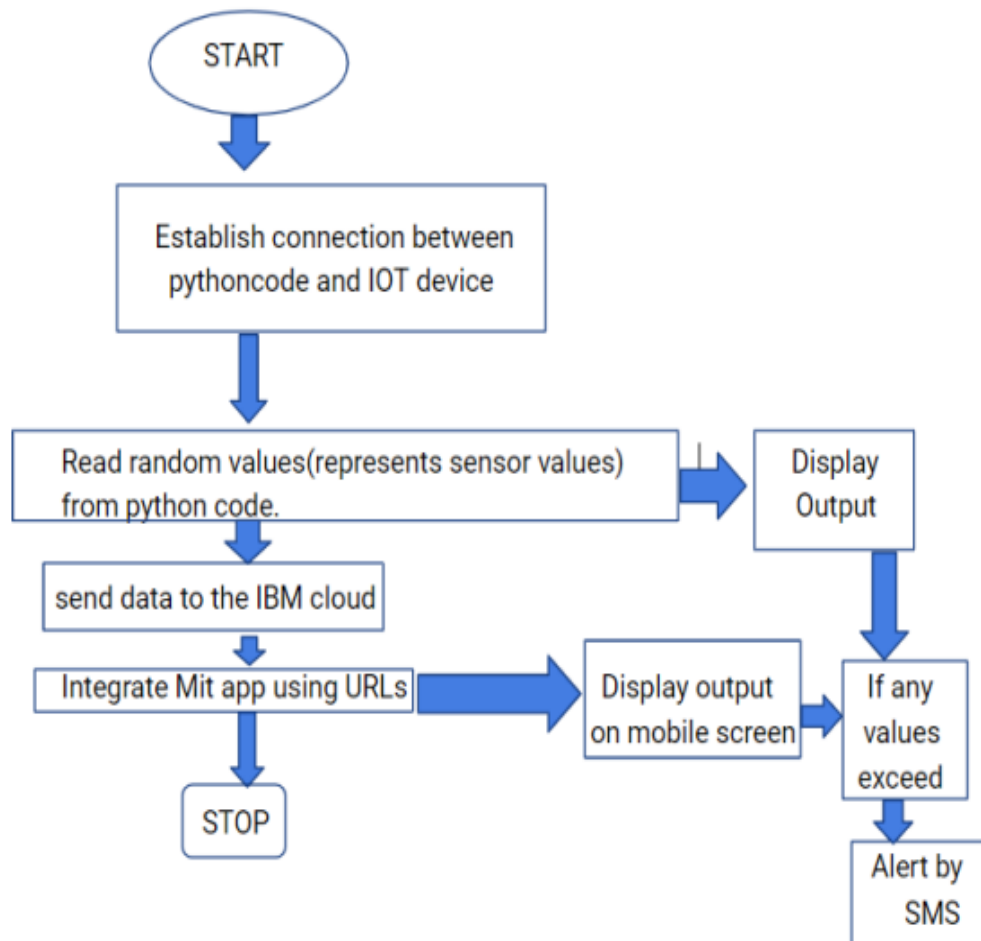 START
Establish connection between
pythoncode and IOT device
Read random values(represents sensor values)
from python code.
Display
Output
send data to the IBM cloud
Integrate Mit app using URLs
Display output
on mobile screen
If any
values
exceed
STOP
Alert by
SMS